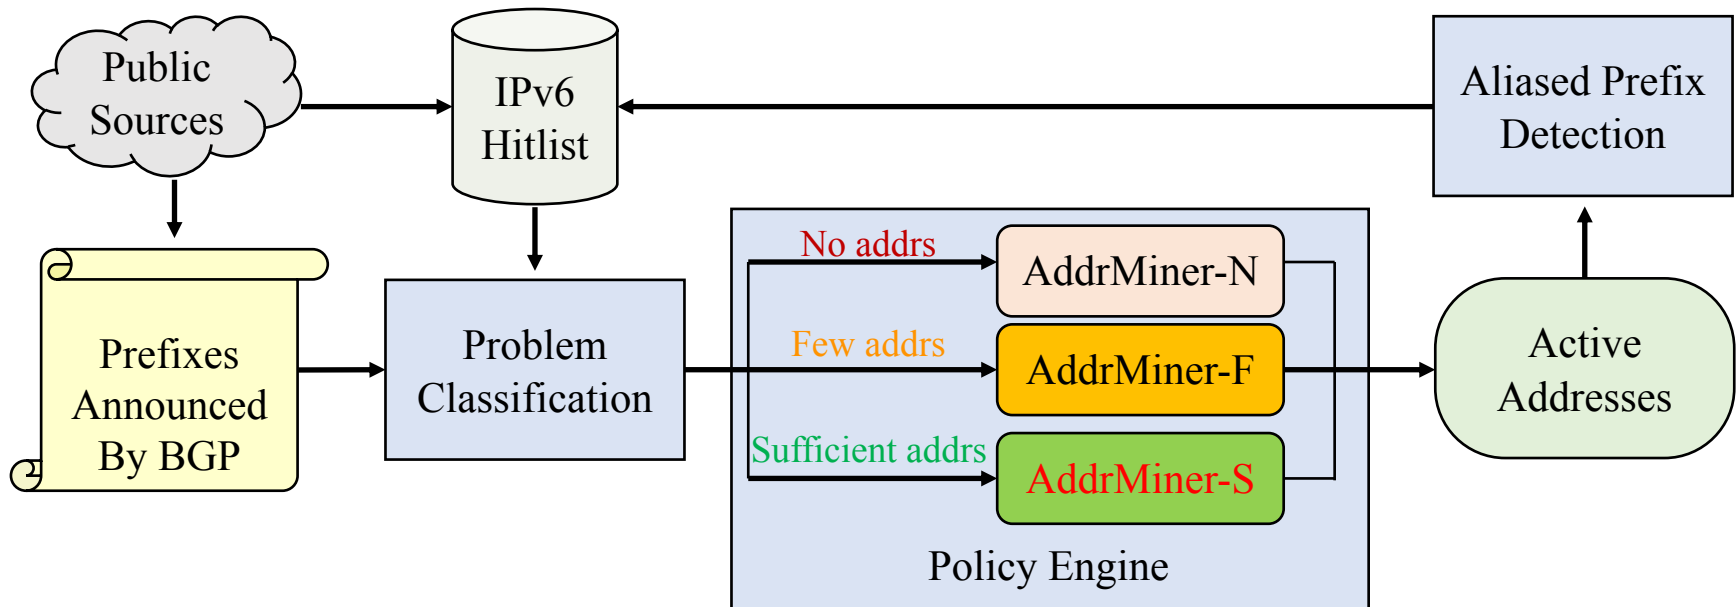 Public
Sources
IPv6
Hitlist
Aliased Prefix
Detection
Prefixes
Announced
By BGP
Problem
Classification
No addrs
AddrMiner-N
Few addrs
AddrMiner-F
Sufficient addrs
AddrMiner-S
Policy Engine
Active
Addresses